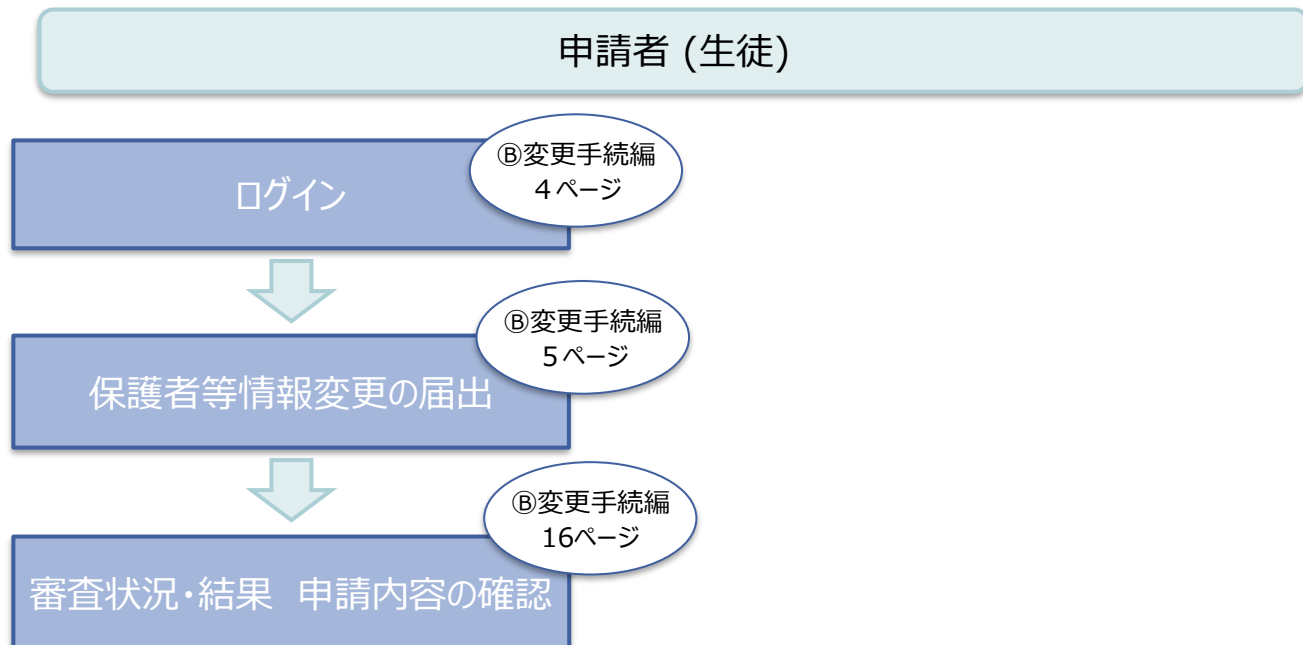 申請者 (生徒)
ログイン
Ⓑ変更手続編
4ページ
保護者等情報変更の届出
Ⓑ変更手続編
5ページ
審査状況・結果　申請内容の確認
Ⓑ変更手続編
16ページ